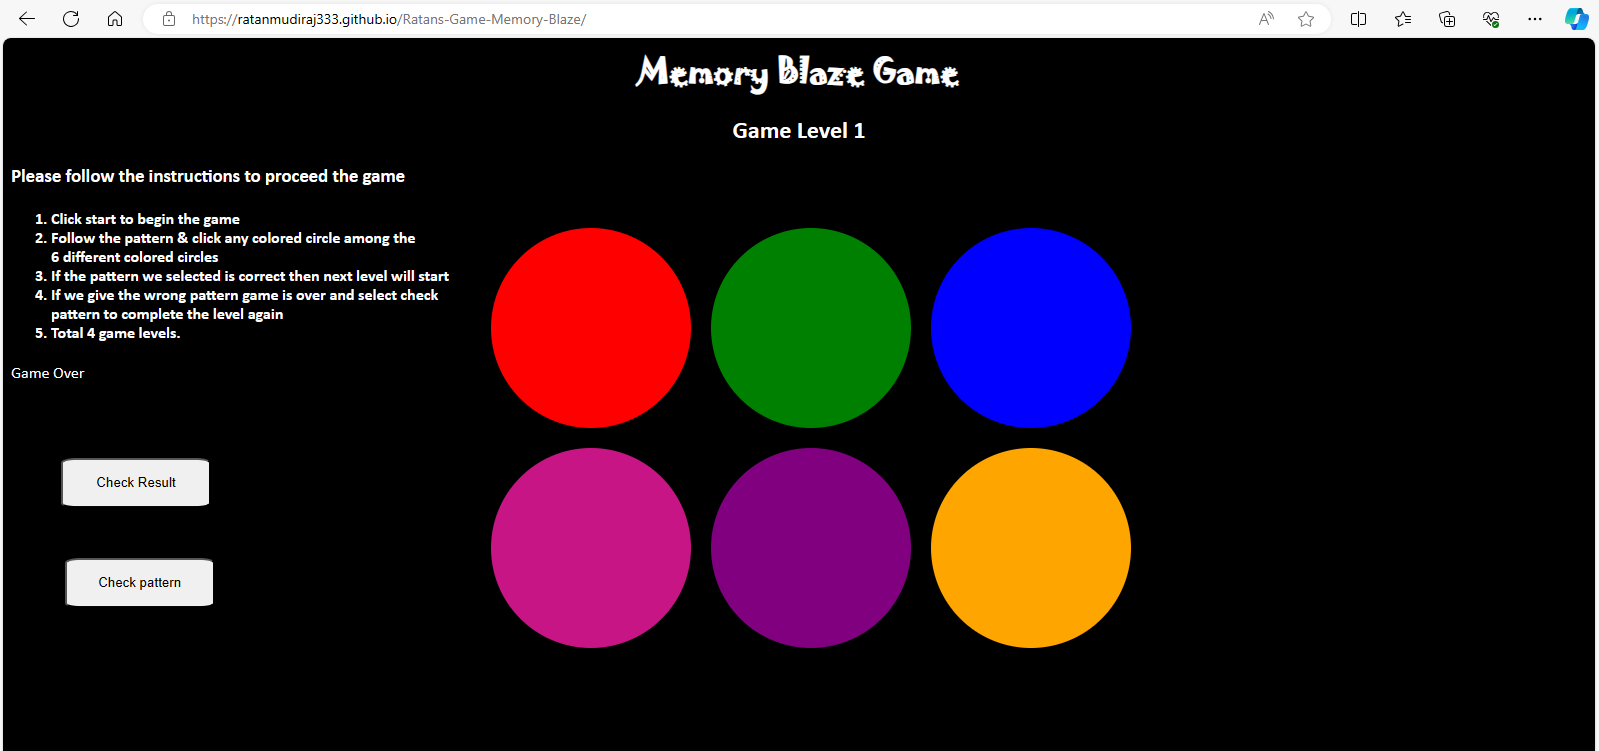 https://ratanmudiraj333.github.io/Ratans-Game-Memory-Blaze/
Memory Blaze Game
Game Level 1
Please follow the instructions to proceed the game
1. Click start to begin the game
2. Follow the pattern & click any colored circle among the
6 different colored circles
3. If the pattern we selected is correct then next level will start
4. If we give the wrong pattern game is over and select check
pattern to complete the level again
5. Total 4 game levels.
Game Over
Check Result
Check pattern